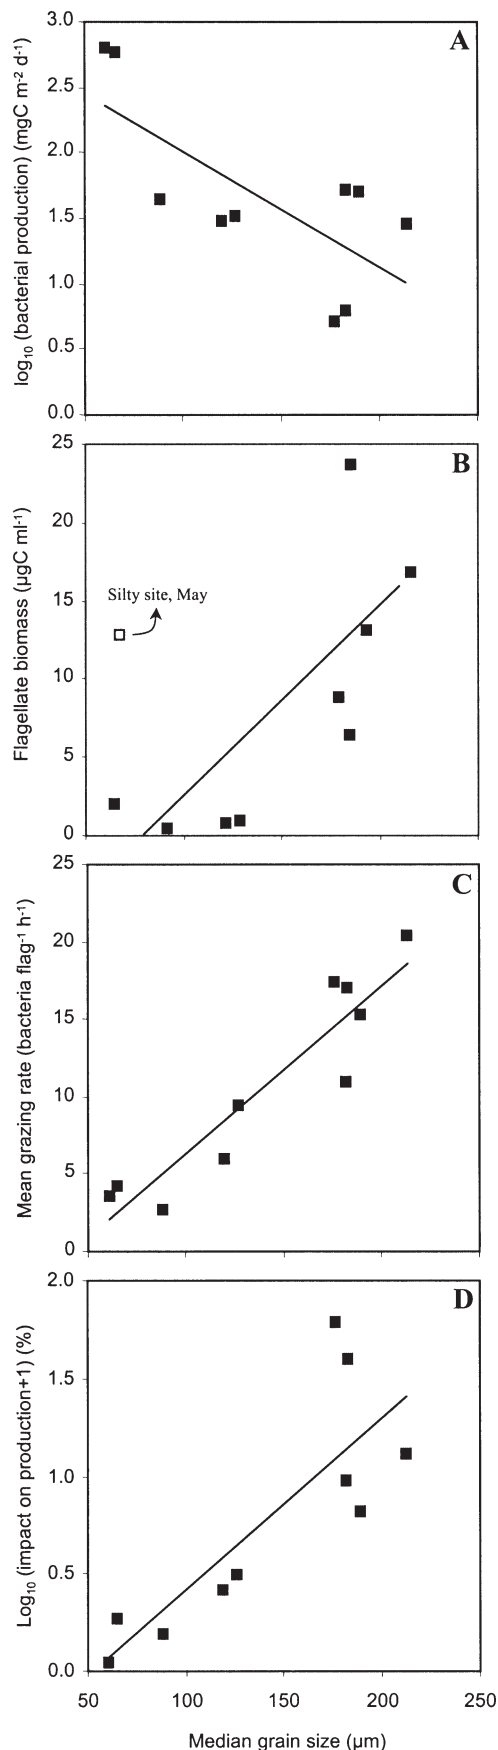 A
log₁₀ (bacterial production) (mgC m⁻² d⁻¹)
3.0
2.5
2.0
1.5
1.0
0.5
0.0
B
Flagellate biomass (µgC ml⁻¹)
25
20
15
10
5
0
Silty site, May
C
Mean grazing rate (bacteria flag⁻¹ h⁻¹)
25
20
15
10
5
0
D
Log₁₀ (impact on production+1) (%)
2.0
1.5
1.0
0.5
0.0
50 100 150 200 250
Median grain size (µm)